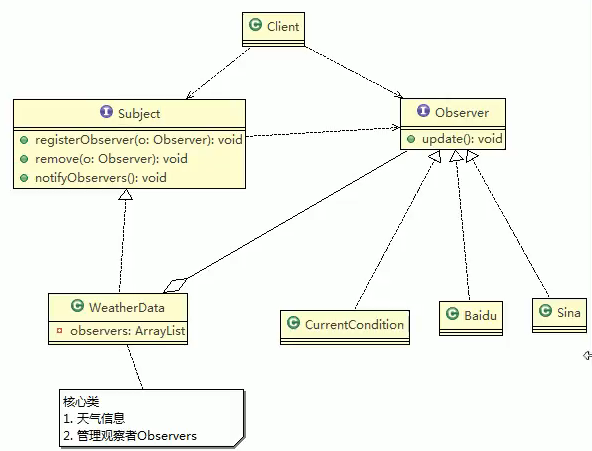 C Client
I Subject
registerObserver(o: Observer): void
remove(o: Observer): void
notifyObservers(): void
I Observer
update(): void
C WeatherData
observers: ArrayList
C CurrentCondition
C Baidu
C Sina
核心类
1. 天气信息
2. 管理观察者Observers